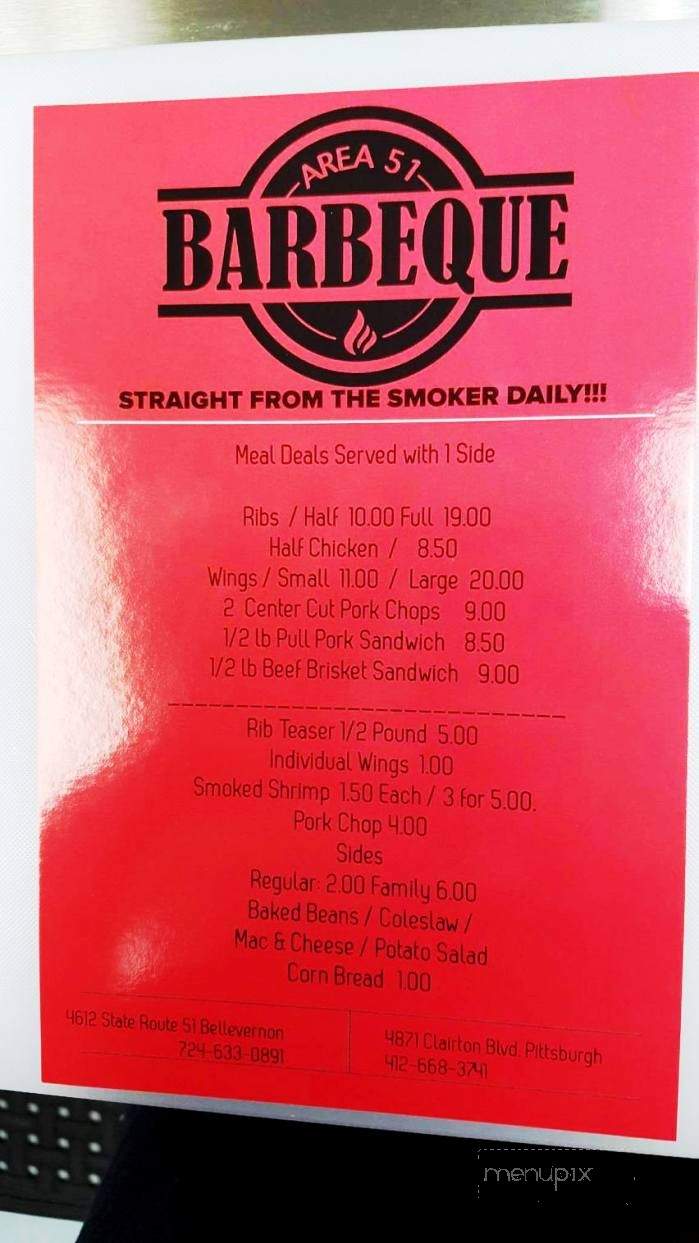 AREA 51
BARBEQUE
STRAIGHT FROM THE SMOKER DAILY!!!
Meal Deals Served with 1 Side
Ribs / Half 10.00 Full 19.00
Half Chicken / 8.50
Wings / Small 11.00 / Large 20.00
2 Center Cut Pork Chops 9.00
1/2 lb Pull Pork Sandwich 8.50
1/2 lb Beef Brisket Sandwich 9.00
Rib Teaser 1/2 Pound 5.00
Individual Wings 1.00
Smoked Shrimp 1.50 Each / 3 for 5.00.
Pork Chop 4.00
Sides
Regular: 2.00 Family 6.00
Baked Beans / Coleslaw /
Mac & Cheese / Potato Salad
Corn Bread 1.00
4612 State Route 51 Bellevernon
724-633-0891
4871 Clairton Blvd. Pittsburgh
412-668-3741
menupix